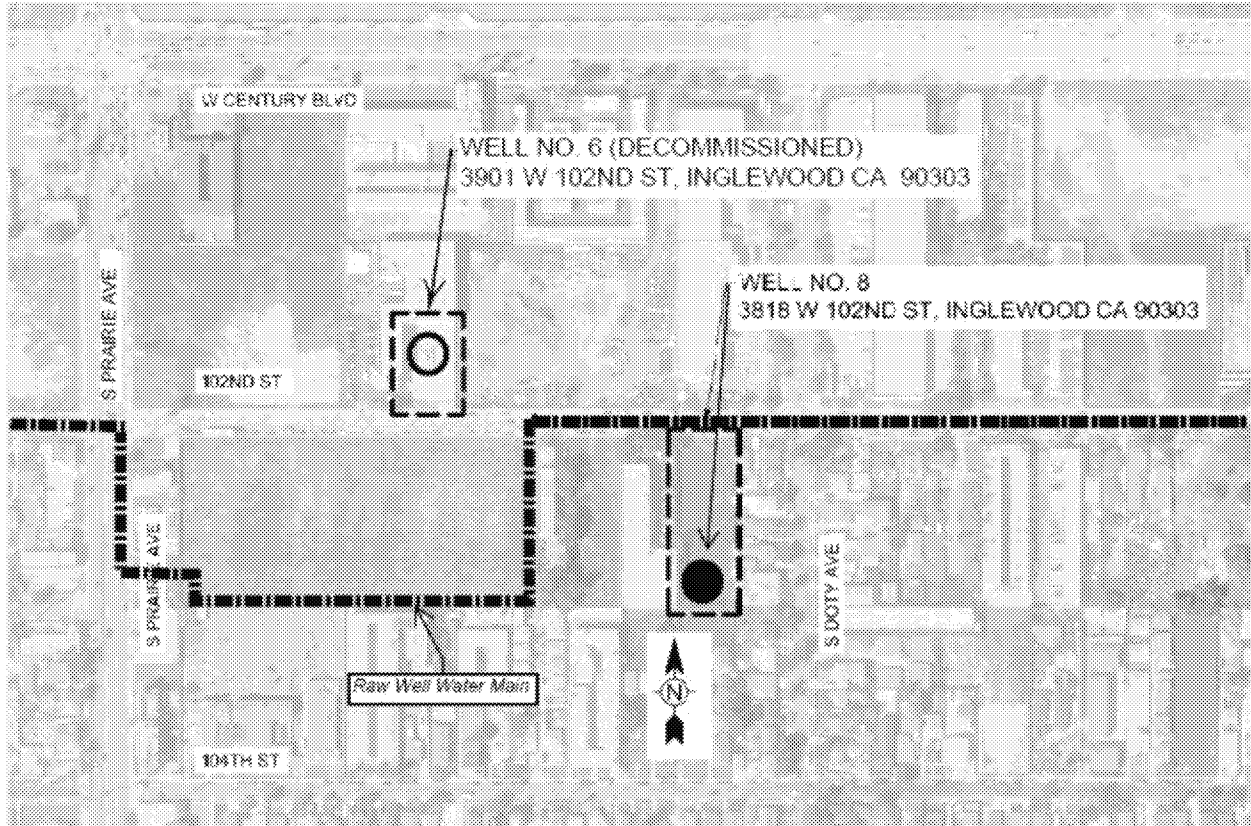 W CENTURY BLVD
WELL NO. 6 (DECOMMISSIONED)
3901 W 102ND ST, INGLEWOOD CA 90303
WELL NO. 8
3818 W 102ND ST, INGLEWOOD CA 90303
S PRAIRIE AVE
102ND ST
S PRAIRIE AVE
S DOTY AVE
Raw Well Water Main
N
104TH ST